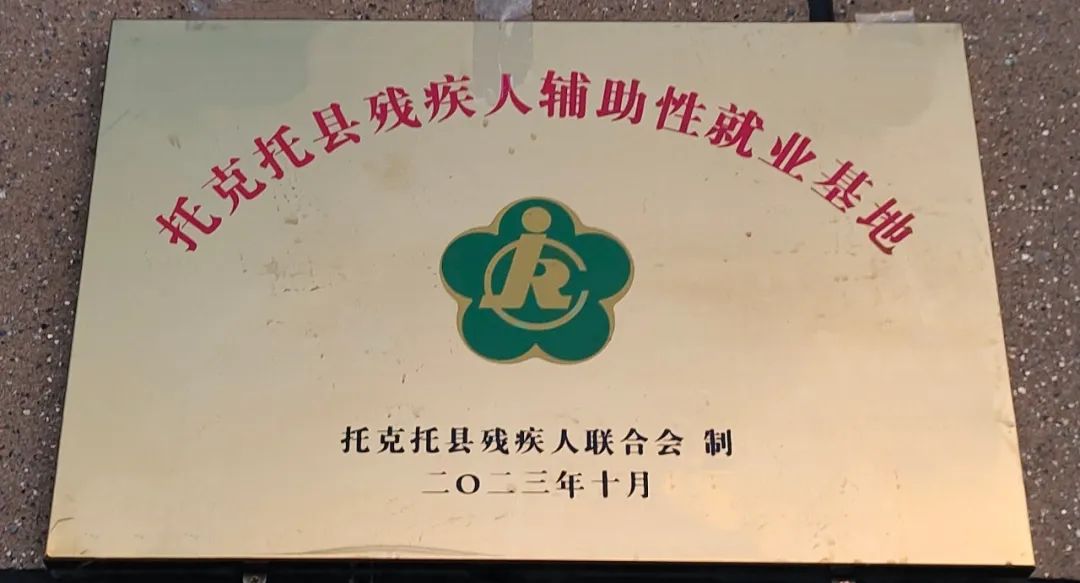 托克托县残疾人辅助性就业基地
托克托县残疾人联合会 制
二〇二三年十月